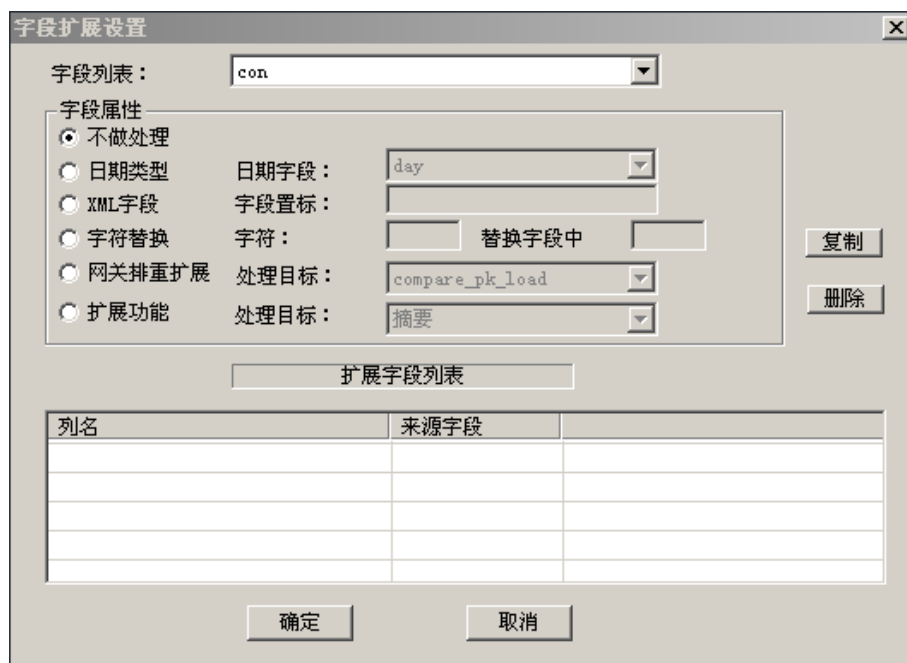 字段扩展设置
字段列表： con
字段属性
不做处理
日期类型 日期字段： day
XML字段 字段置标：
字符替换 字符： 替换字段中
复制
网关排重扩展 处理目标： compare_pk_load
删除
扩展功能 处理目标： 摘要
扩展字段列表
列名 来源字段
确定 取消